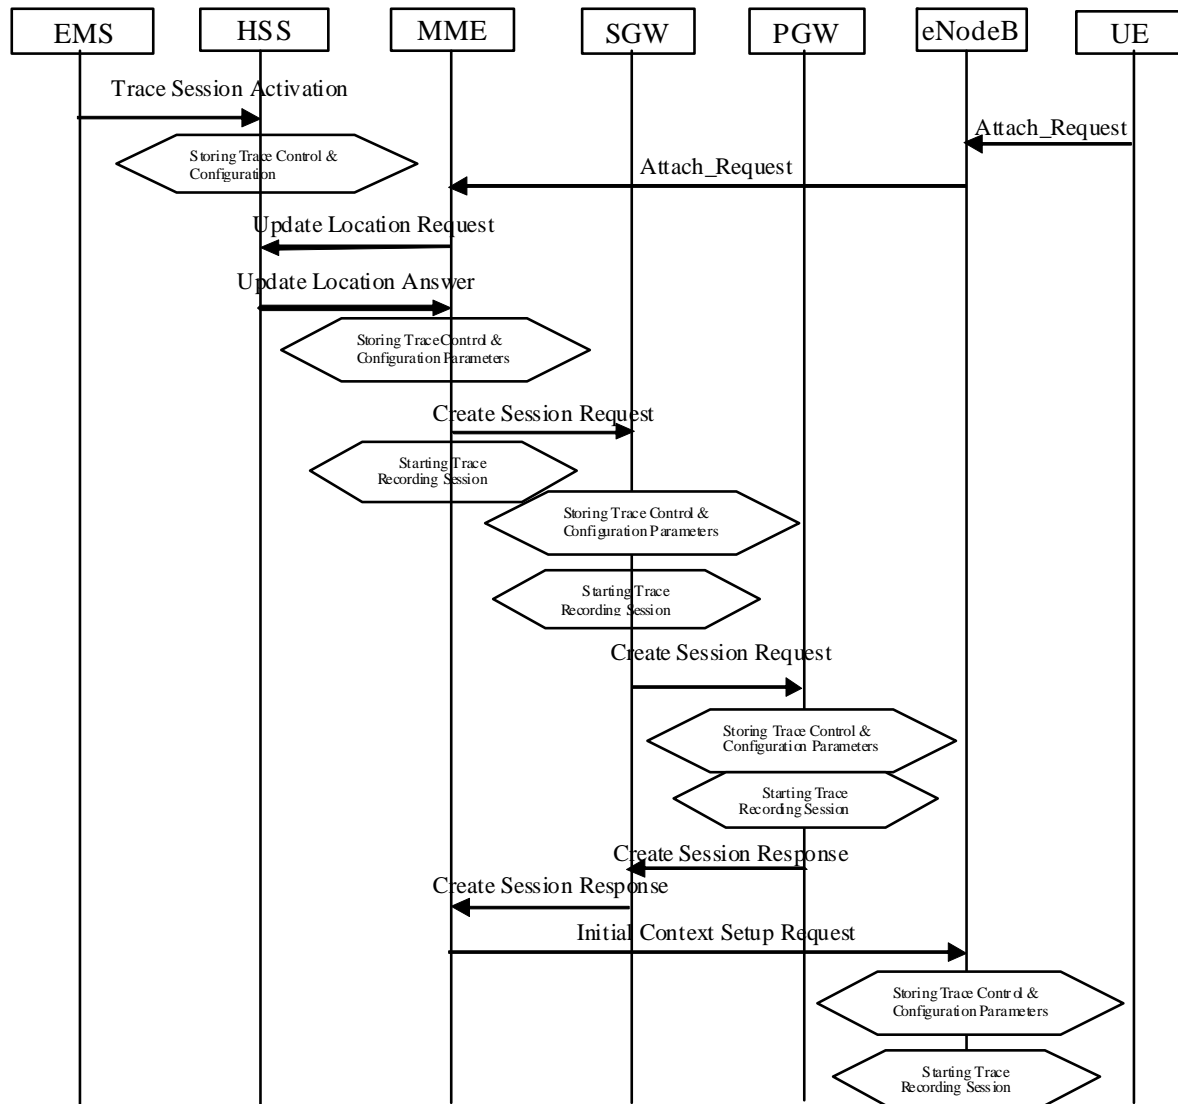 EMS
HSS
MME
SGW
PGW
eNodeB
UE
Trace Session Activation
Attach_Request
Storing Trace Control &
Configuration
Attach_Request
Update Location Request
Update Location Answer
Storing Trace Control &
Configuration Parameters
Create Session Request
Starting Trace
Recording Session
Storing Trace Control &
Configuration Parameters
Starting Trace
Recording Session
Create Session Request
Storing Trace Control &
Configuration Parameters
Starting Trace
Recording Session
Create Session Response
Create Session Response
Initial Context Setup Request
Storing Trace Control &
Configuration Parameters
Starting Trace
Recording Session